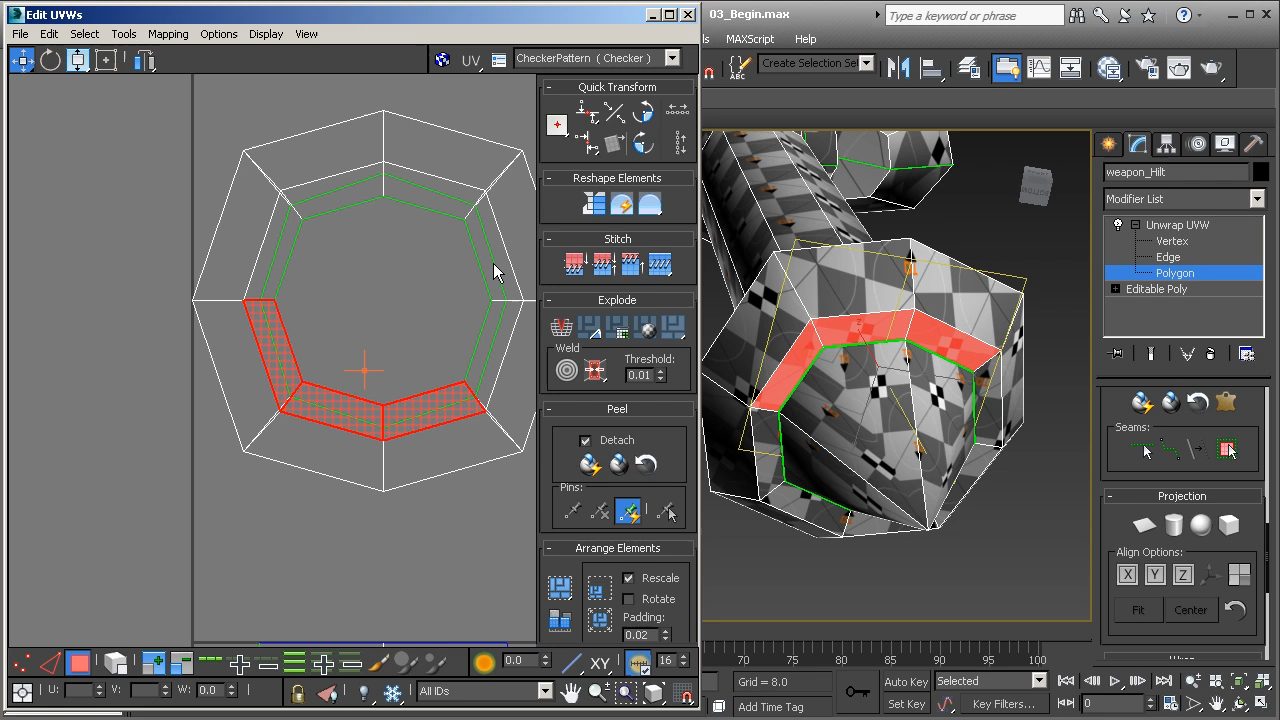 Edit UVWs
File Edit Select Tools Mapping Options Display View
UV CheckerPattern ( Checker )
Quick Transform
Reshape Elements
Stitch
Explode
Weld
Threshold:
0.01
Peel
Detach
Pins:
Arrange Elements
Rescale
Rotate
Padding:
0.02
0.0
XY
16
U: V: W: 0.0
All IDs
03_Begin.max
Type a keyword or phrase
ls MAXScript Help
ABC
Create Selection Se
BOTTOM
weapon_Hilt
Modifier List
Unwrap UVW
Vertex
Edge
Polygon
Editable Poly
Seams:
Projection
Align Options:
X Y Z
Fit Center
70 75 80 85 90 95 100
Grid = 8.0
Add Time Tag
Auto Key Selected
Set Key Key Filters...
0